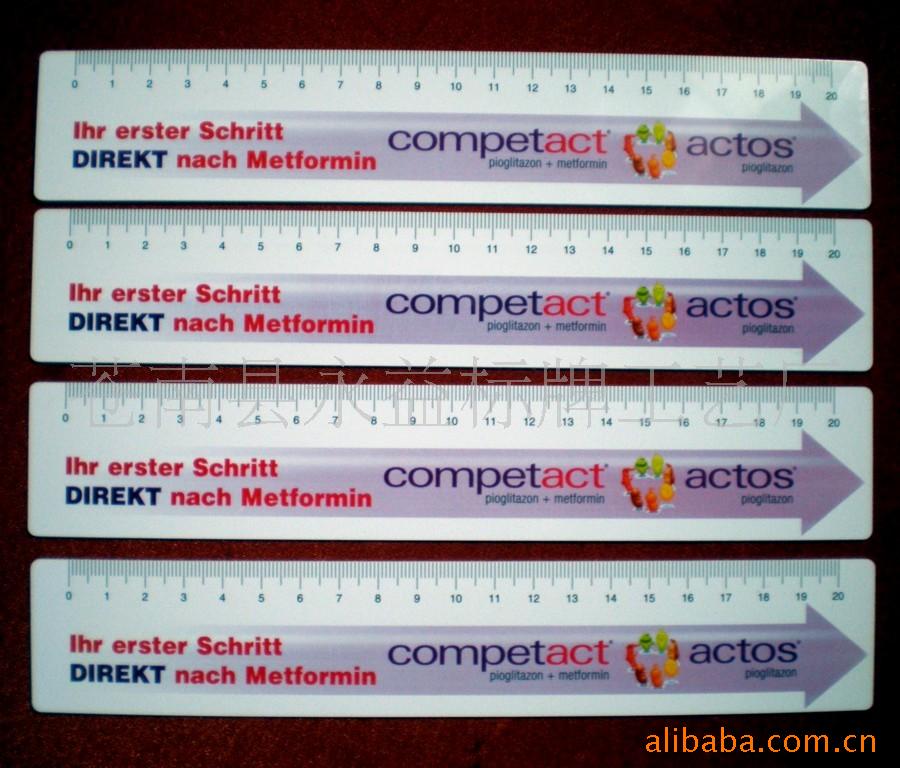 0 1 2 3 4 5 6 7 8 9 10 11 12 13 14 15 16 17 18 19 20
Ihr erster Schritt
DIREKT nach Metformin
competact®
pioglitazon + metformin
actos®
pioglitazon
0 1 2 3 4 5 6 7 8 9 10 11 12 13 14 15 16 17 18 19 20
Ihr erster Schritt
DIREKT nach Metformin
competact®
pioglitazon + metformin
actos®
pioglitazon
苍南县永益标牌工艺厂
0 1 2 3 4 5 6 7 8 9 10 11 12 13 14 15 16 17 18 19 20
Ihr erster Schritt
DIREKT nach Metformin
competact®
pioglitazon + metformin
actos®
pioglitazon
0 1 2 3 4 5 6 7 8 9 10 11 12 13 14 15 16 17 18 19 20
Ihr erster Schritt
DIREKT nach Metformin
competact®
pioglitazon + metformin
actos®
pioglitazon
alibaba.com.cn